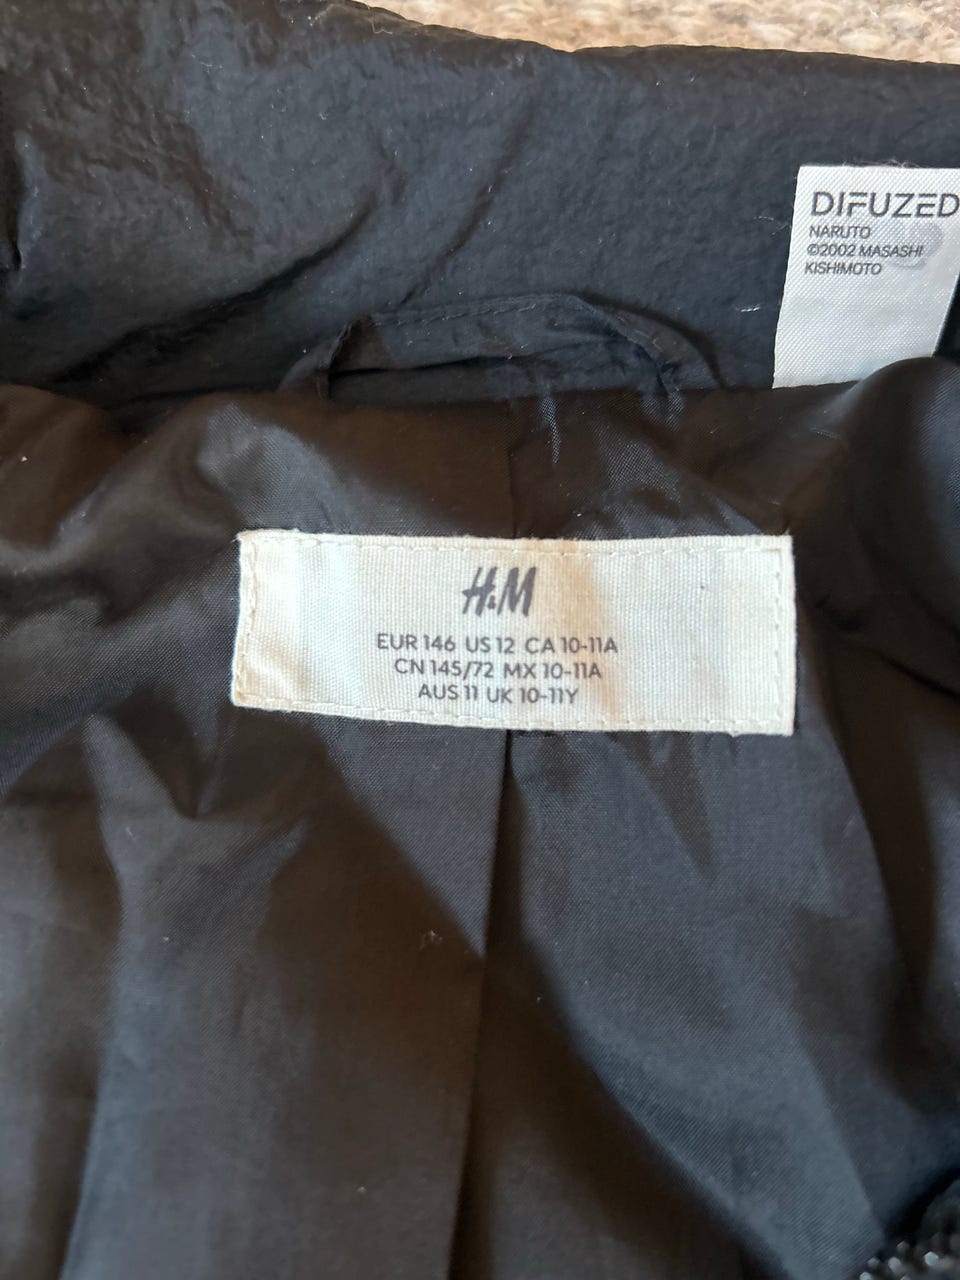 DIFUZED
NARUTO
©2002 MASASHI
KISHIMOTO
H&M
EUR 146 US 12 CA 10-11A
CN 145/72 MX 10-11A
AUS 11 UK 10-11Y